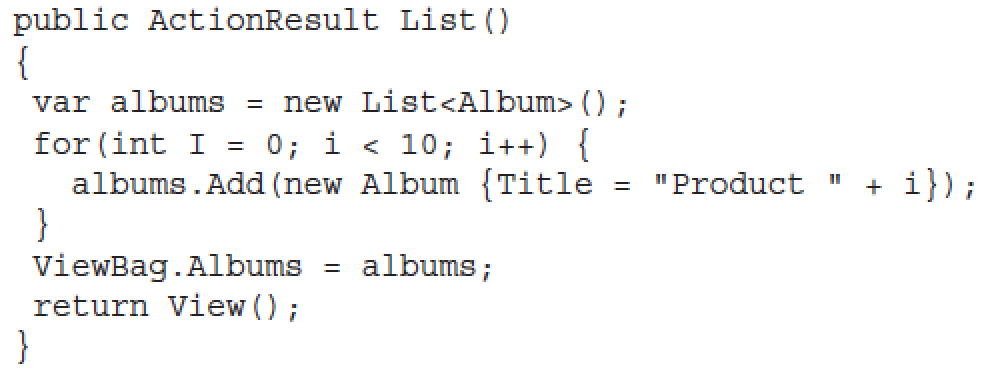 public ActionResult List()
{
var albums = new List<Album>();
for(int I = 0; i < 10; i++) {
albums.Add(new Album {Title = "Product " + i});
}
ViewBag.Albums = albums;
return View();
}